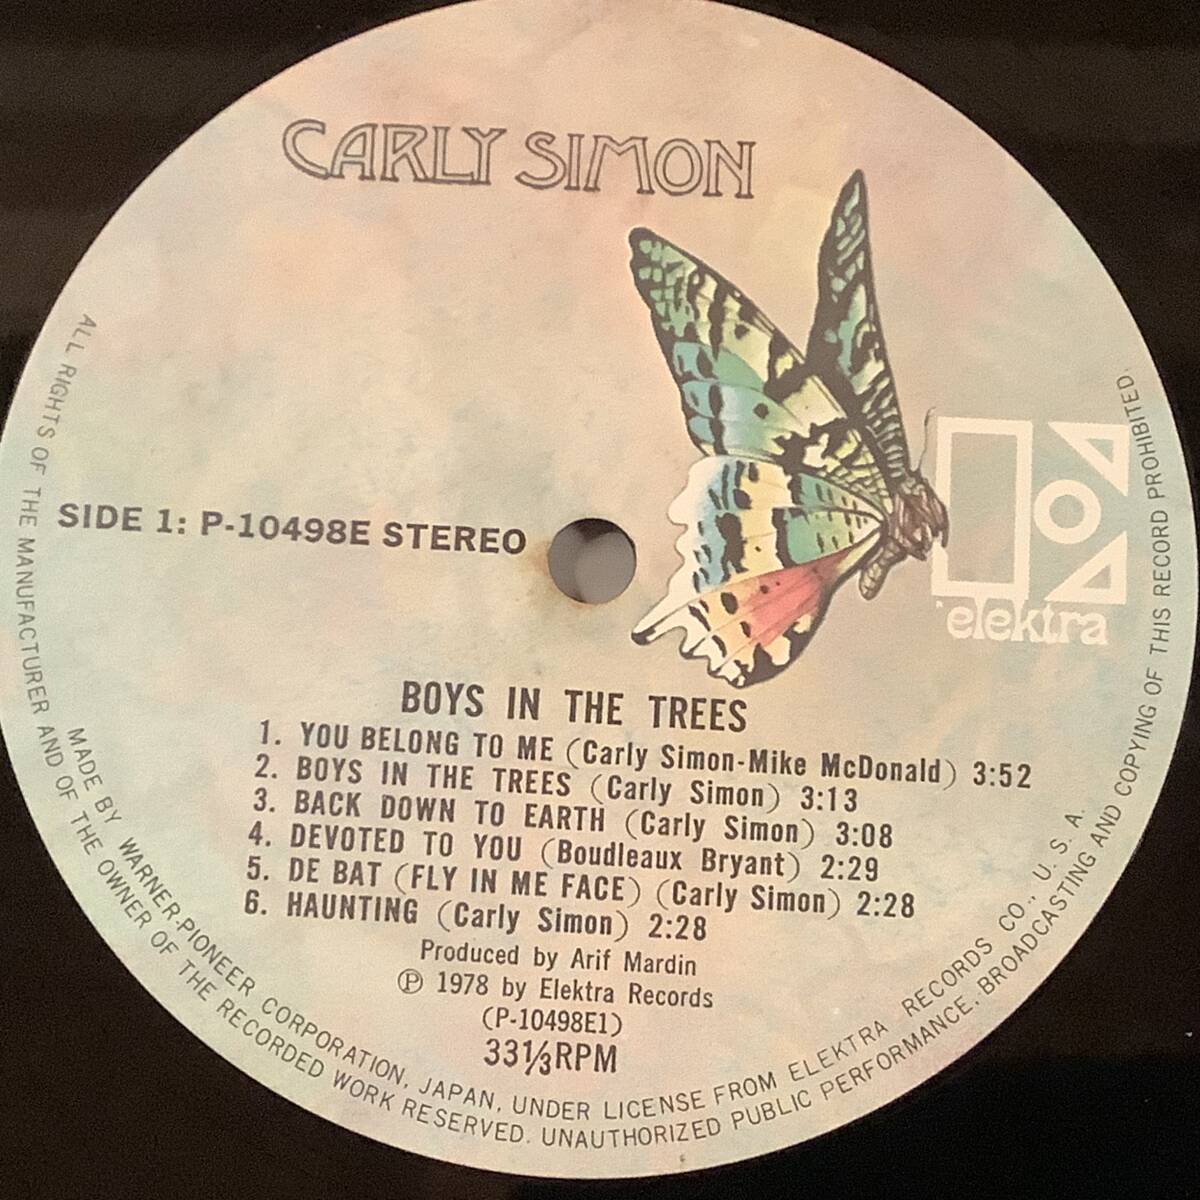 CARLY SIMON
elektra
SIDE 1: P-10498E STEREO
BOYS IN THE TREES
1. YOU BELONG TO ME (Carly Simon-Mike McDonald) 3:52
2. BOYS IN THE TREES (Carly Simon) 3:13
3. BACK DOWN TO EARTH (Carly Simon) 3:08
4. DEVOTED TO YOU (Boudleaux Bryant) 2:29
5. DE BAT (FLY IN ME FACE) (Carly Simon) 2:28
6. HAUNTING (Carly Simon) 2:28
Produced by Arif Mardin
Ⓟ 1978 by Elektra Records
(P-10498E1)
33⅓RPM
MADE BY WARNER-PIONEER CORPORATION, JAPAN, UNDER LICENSE FROM ELEKTRA RECORDS CO., U. S. A.
ALL RIGHTS OF THE MANUFACTURER AND OF THE OWNER OF THE RECORDED WORK RESERVED. UNAUTHORIZED PUBLIC PERFORMANCE, BROADCASTING AND COPYING OF THIS RECORD PROHIBITED.